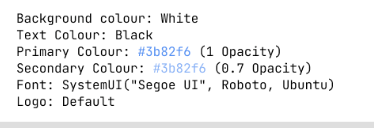 Background colour: White
Text Colour: Black
Primary Colour: #3b82f6 (1 Opacity)
Secondary Colour: #3b82f6 (0.7 Opacity)
Font: SystemUI("Segoe UI", Roboto, Ubuntu)
Logo: Default